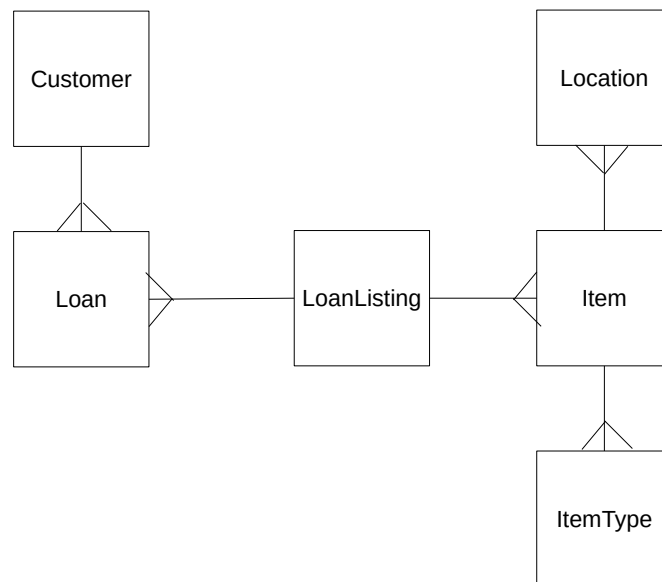 Customer
Location
Loan
LoanListing
Item
ItemType